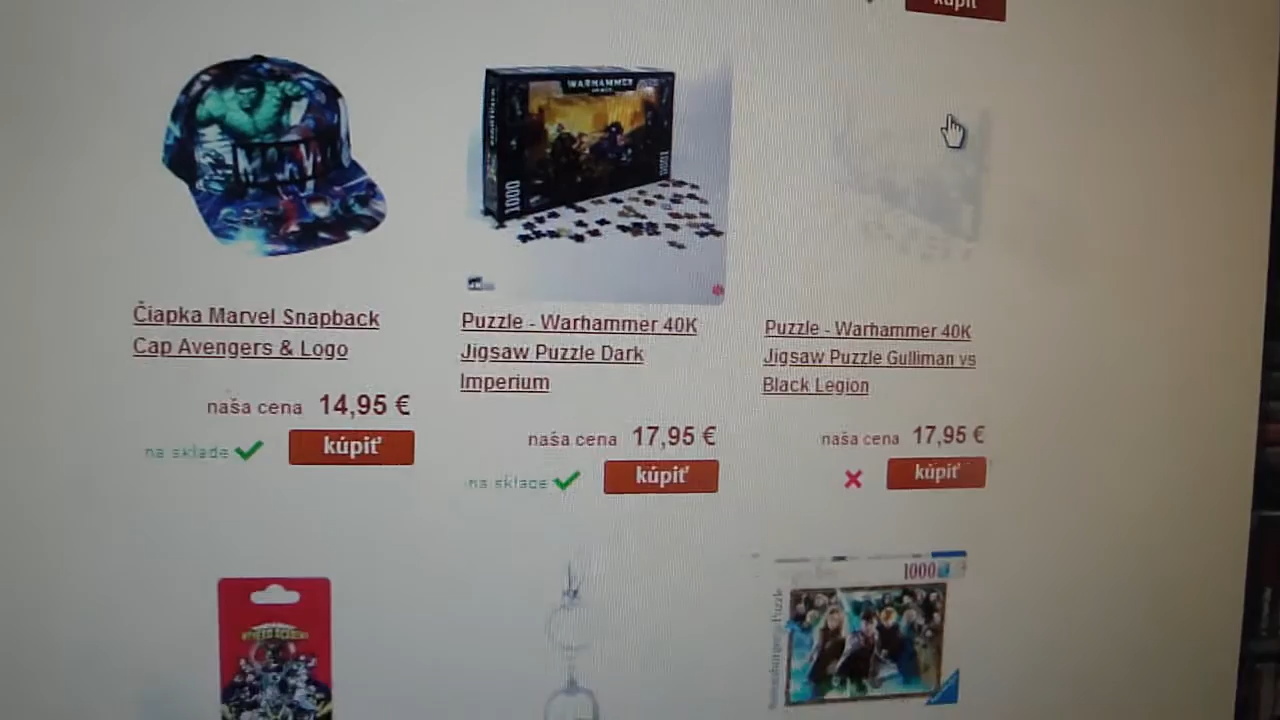 kúpiť
WARHAMMER
1000
1000
Čiapka Marvel Snapback
Cap Avengers & Logo
naša cena 14,95 €
na sklade
kúpiť
Puzzle - Warhammer 40K
Jigsaw Puzzle Dark
Imperium
naša cena 17,95 €
na sklade
kúpiť
Puzzle - Warhammer 40K
Jigsaw Puzzle Gulliman vs
Black Legion
naša cena 17,95 €
kúpiť
1000